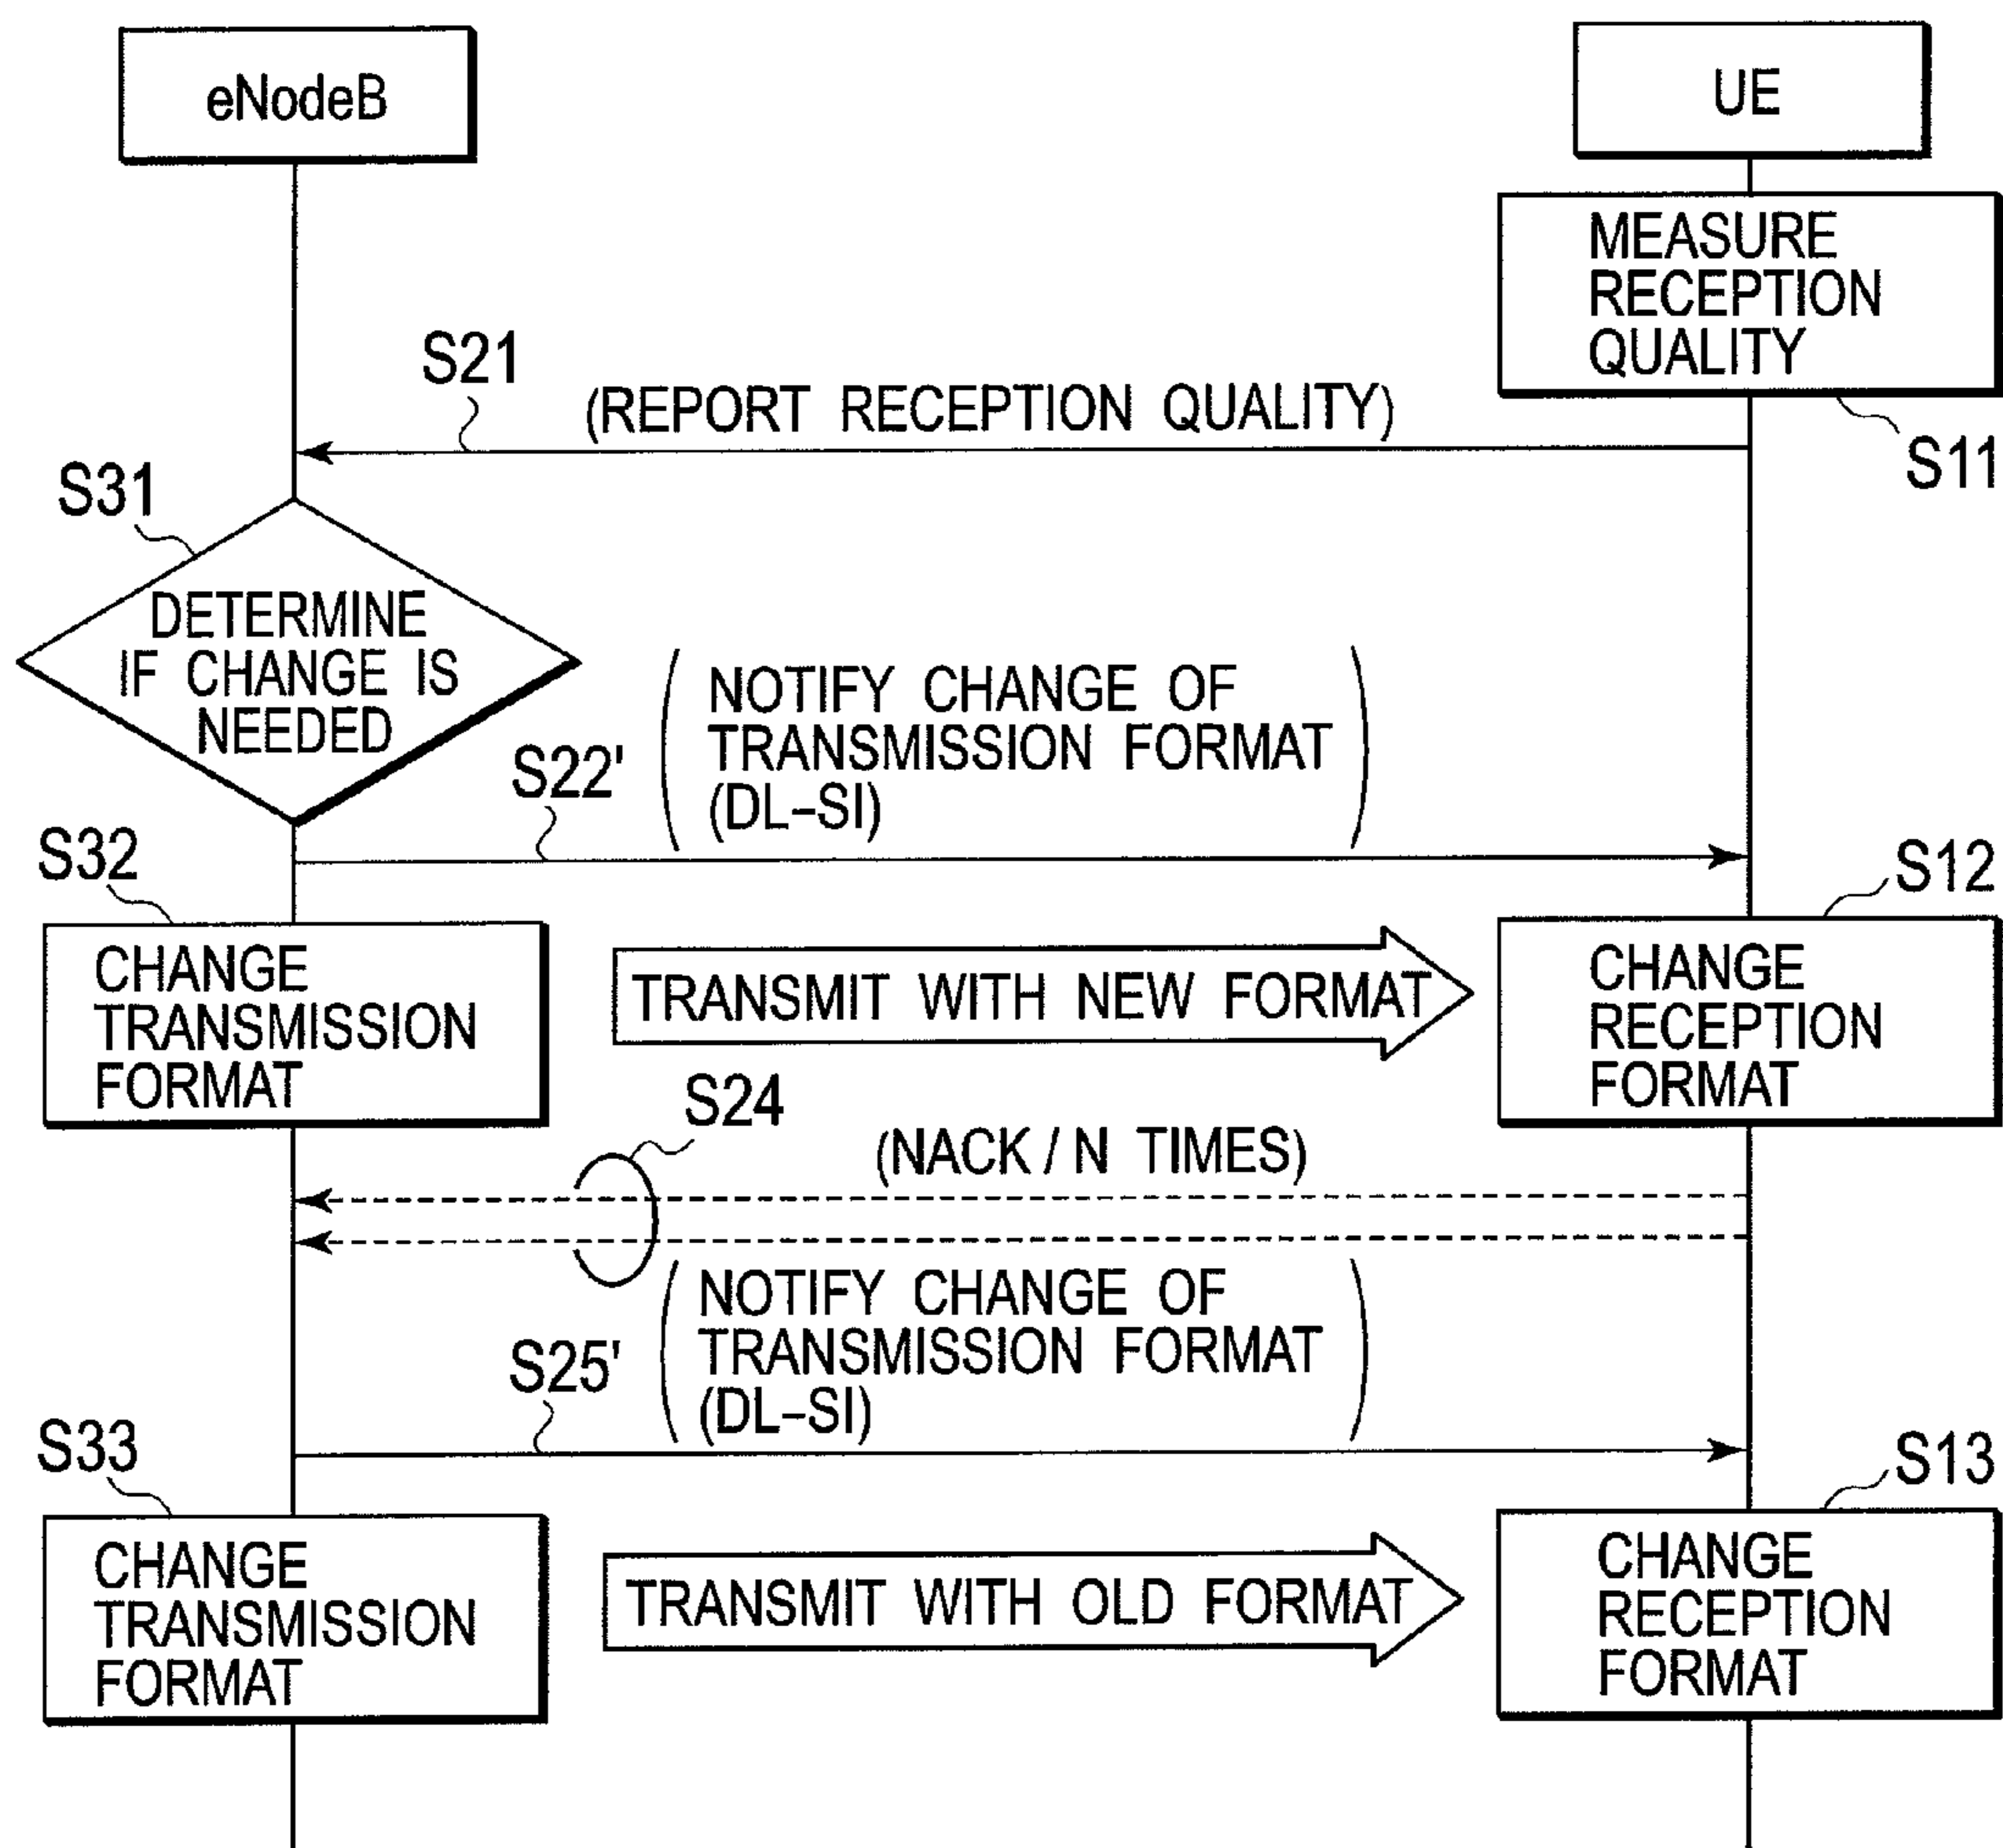 eNodeB
UE
MEASURE
RECEPTION
QUALITY
S11
S21
(REPORT RECEPTION QUALITY)
S31
DETERMINE
IF CHANGE IS
NEEDED
S22'
NOTIFY CHANGE OF
TRANSMISSION FORMAT
(DL-SI)
S32
CHANGE
TRANSMISSION
FORMAT
TRANSMIT WITH NEW FORMAT
S12
CHANGE
RECEPTION
FORMAT
S24
(NACK / N TIMES)
S25'
NOTIFY CHANGE OF
TRANSMISSION FORMAT
(DL-SI)
S33
CHANGE
TRANSMISSION
FORMAT
TRANSMIT WITH OLD FORMAT
S13
CHANGE
RECEPTION
FORMAT